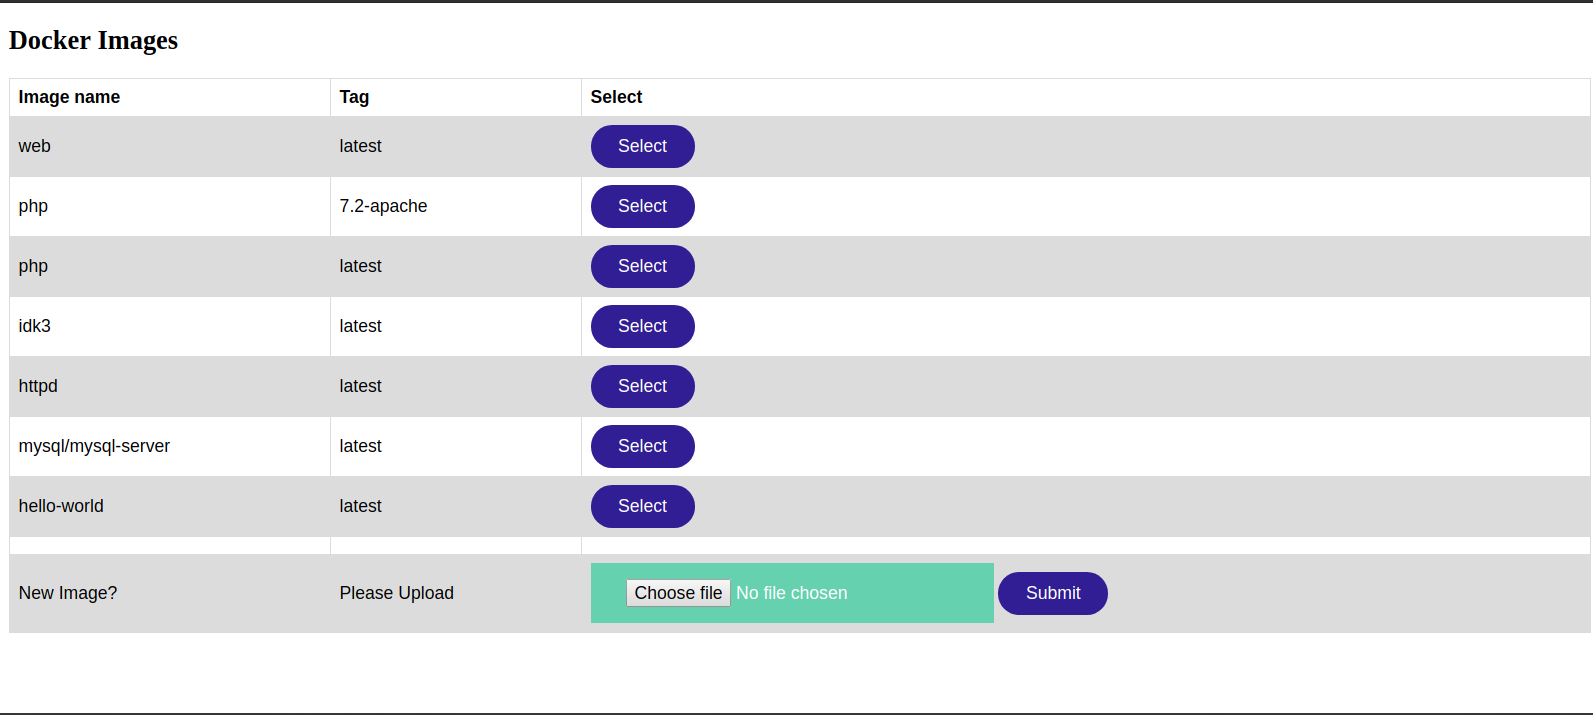 Docker Images
Image name Tag Select
web latest Select
php 7.2-apache Select
php latest Select
idk3 latest Select
httpd latest Select
mysql/mysql-server latest Select
hello-world latest Select
New Image? Please Upload Choose file No file chosen Submit